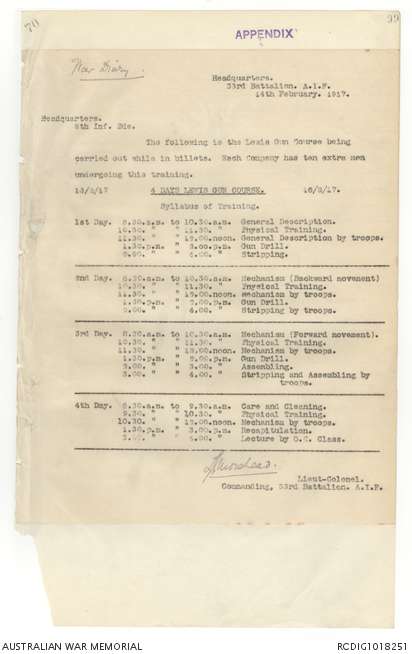 70
99
APPENDIX
War Diary.
Headquarters.
33rd Battalion. A.I.F.
14th February. 1917.
Headquarters.
9th Inf. Bde.
The following is the Lewis Gun Course being
carried out while in billets. Each Company has ten extra men
undergoing this training.
13/2/17 4 DAYS LEWIS GUN COURSE. 16/2/17.
Syllabus of Training.
1st Day. 8.30.a.m. to 10.30.a.m. General Description.
10.30. " " 11.30. " Physical Training.
11.30. " " 12.00.noon. General Description by troops.
1.30.p.m. " 3.00.p.m. Gun Drill.
3.00. " " 4.00. " Stripping.
2nd Day. 8.30.a.m. to 10.30.a.m. Mechanism (Backward movement)
10.30. " " 11.30. " Physical Training.
11.30. " " 12.00.noon. Mechanism by troops.
1.30.p.m. " 3.00.p.m. Gun Drill.
3.00. " " 4.00. " Stripping by troops.
3rd Day. 8.30.a.m. to 10.30.a.m. Mechanism (Forward movement).
10.30. " " 11.30. " Physical Training.
11.30. " " 12.00.noon. Mechanism by troops.
1.30.p.m. " p.m. Gun Drill.
" " Assembling.
3.00. " " 4.00. " Stripping and Assembling by
troops.
4th Day. 8.30.a.m. to 9.30.a.m. Care and Cleaning.
9.30. " " 10.30. " Physical Training.
10.30. " " 12.00.noon. Mechanism by troops.
1.30.p.m. " 3.00.p.m. Recapitulation.
3.00. " " 4.00. " Lecture by O.C. Class.
Morshead.
Lieut-Colonel.
Commanding, 33rd Battalion. A.I.F.
AUSTRALIAN WAR MEMORIAL
RCDIG1018251